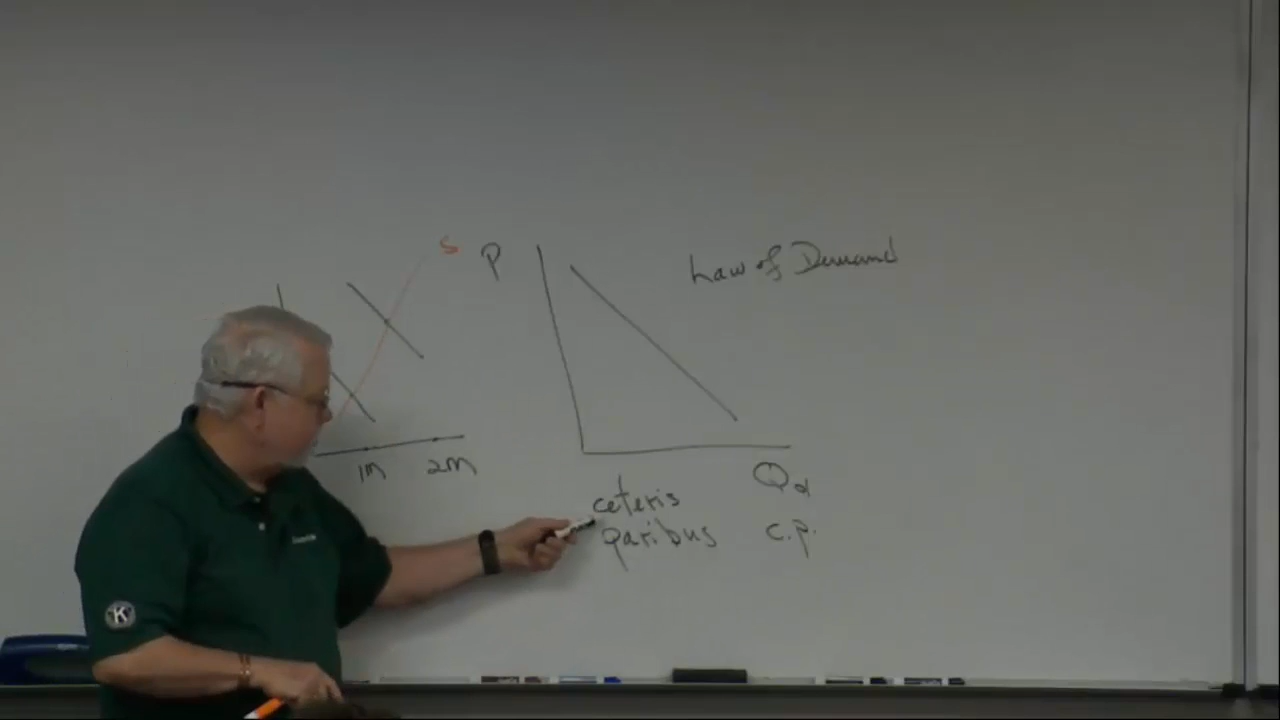 S
P
Law of Demand
1M 2M
Qd
ceteris
paribus c.p.
K